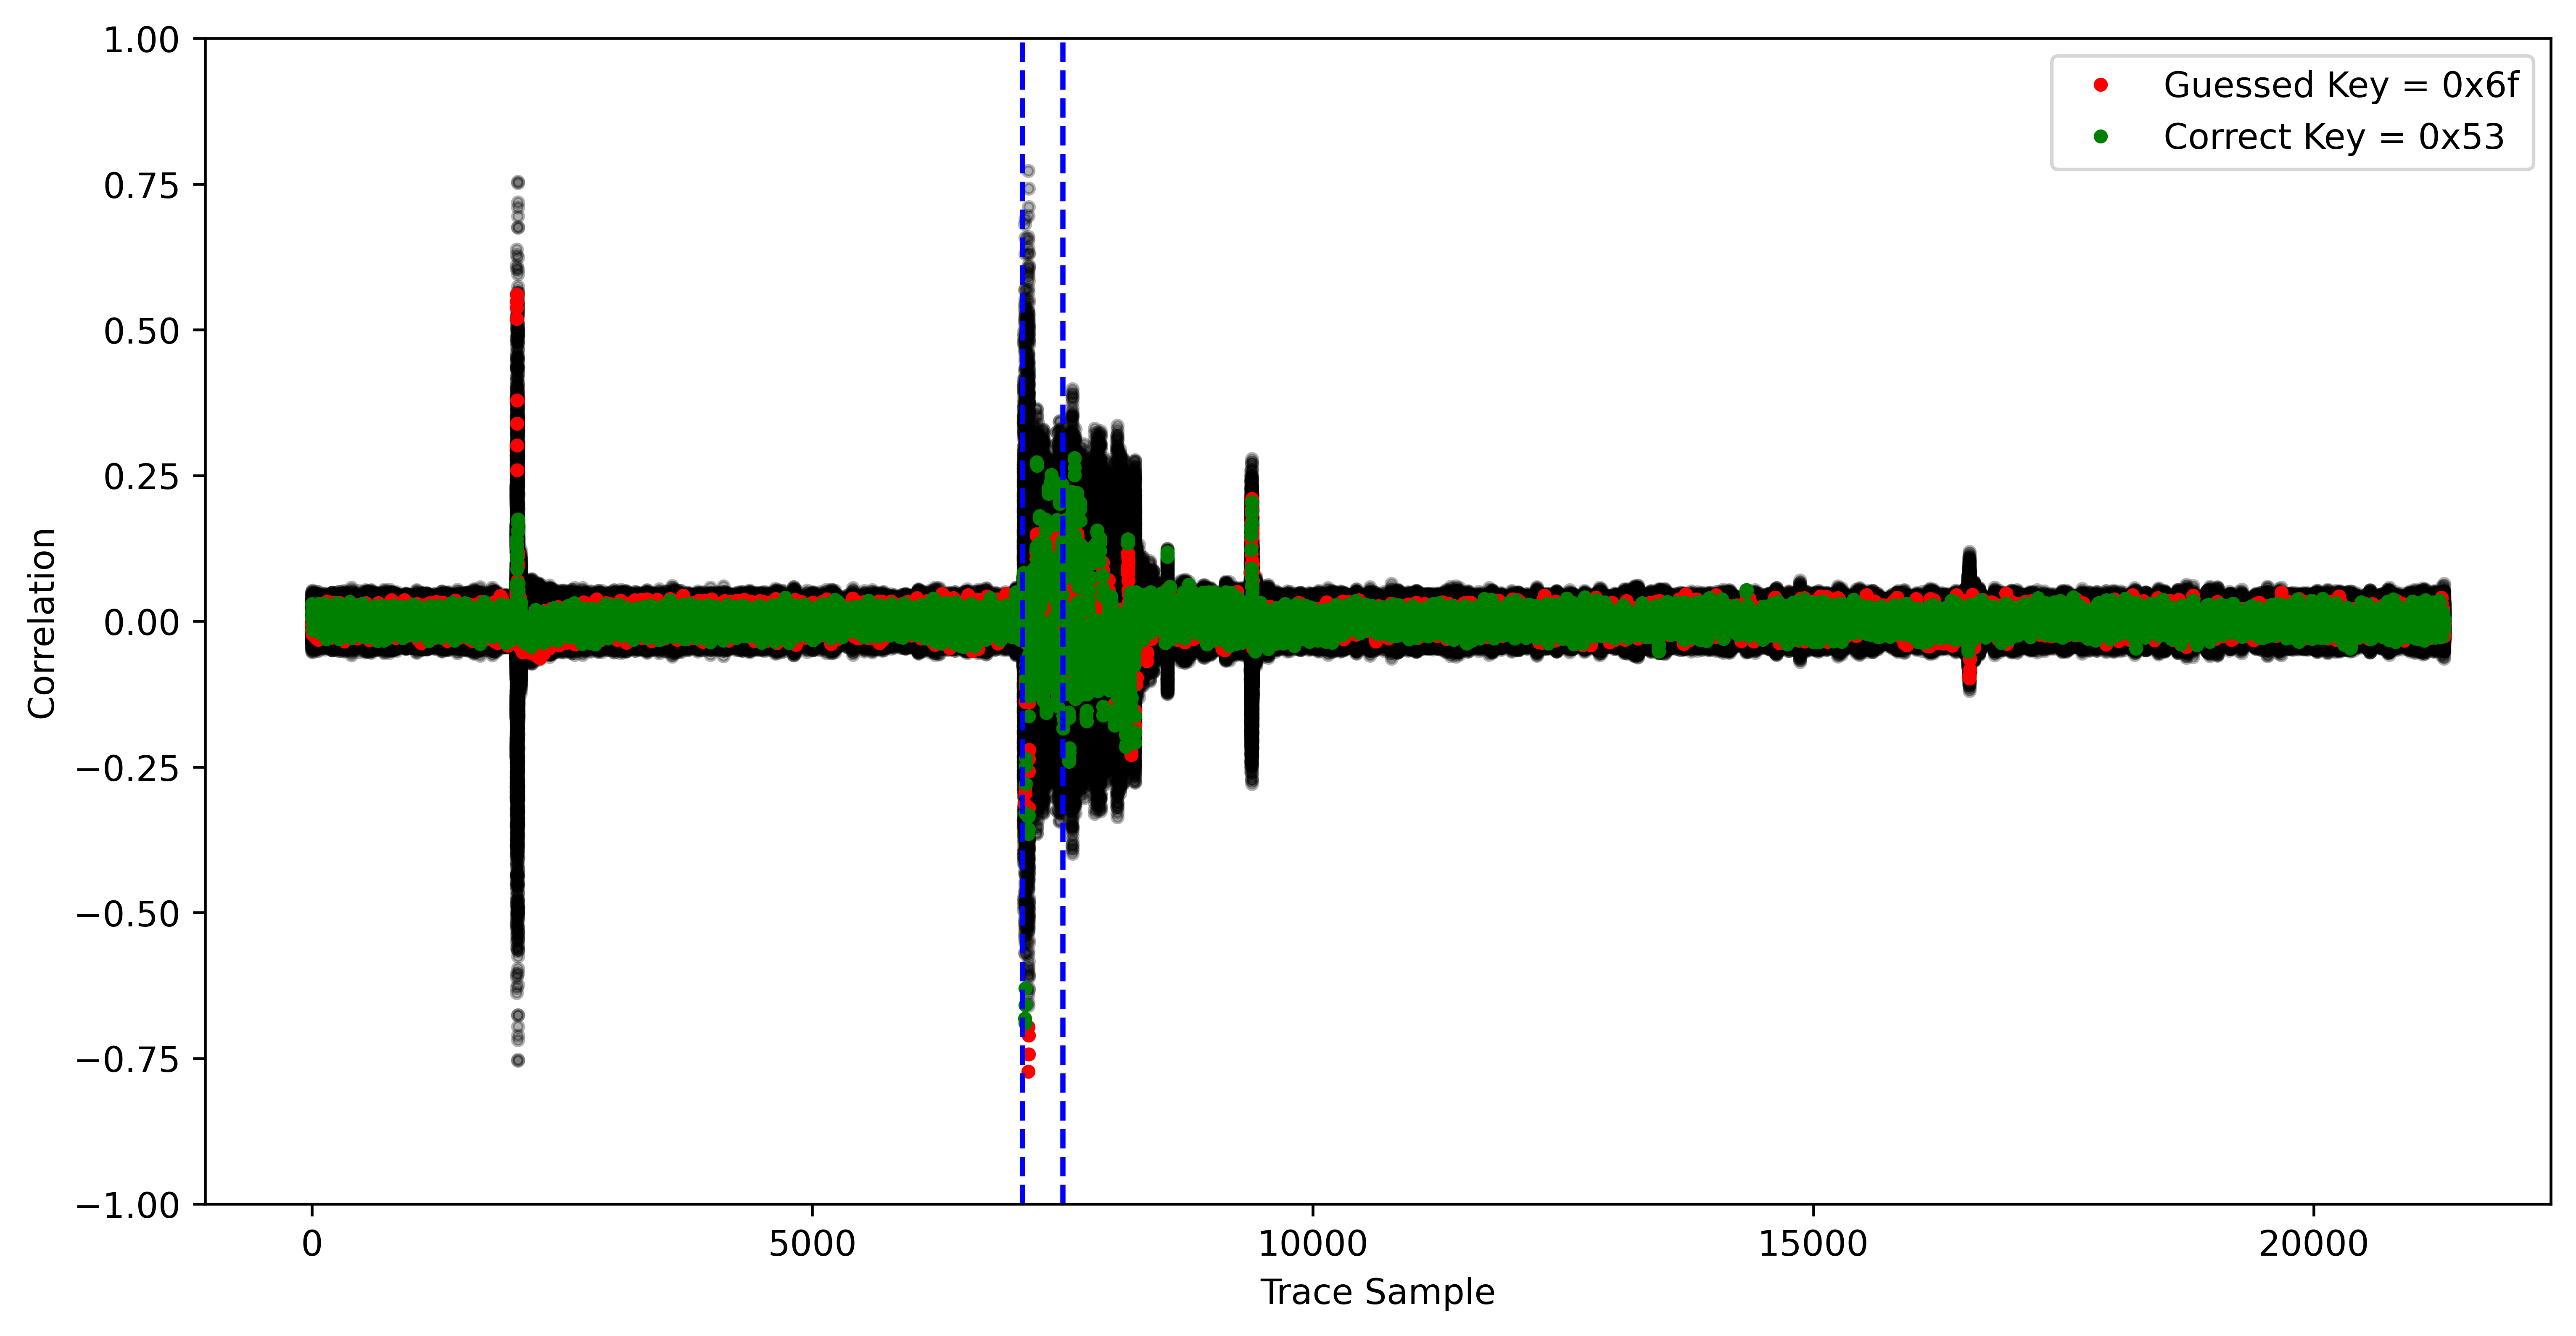 1.00
0.75
0.50
0.25
0.00
−0.25
−0.50
−0.75
−1.00
Correlation
Guessed Key = 0x6f
Correct Key = 0x53
0 5000 10000 15000 20000
Trace Sample